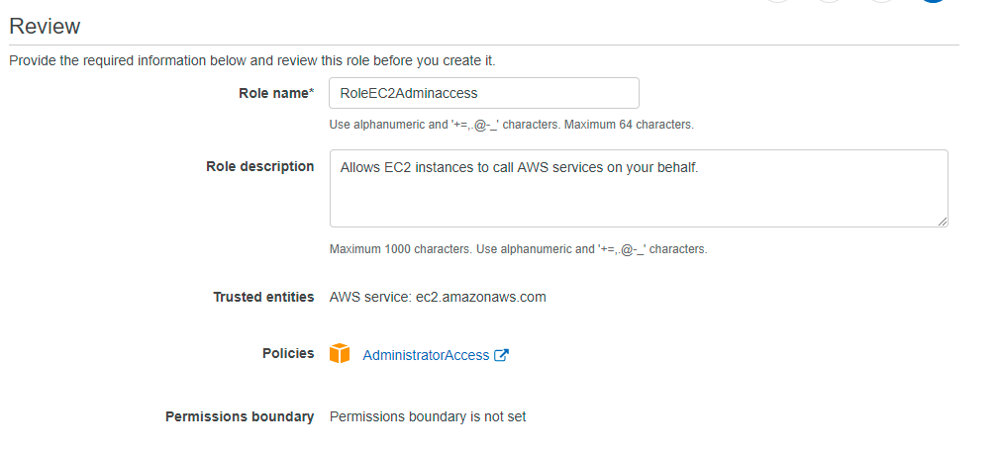 Review
Provide the required information below and review this role before you create it.
Role name* RoleEC2Adminaccess
Use alphanumeric and '+=,.@-_' characters. Maximum 64 characters.
Role description Allows EC2 instances to call AWS services on your behalf.
Maximum 1000 characters. Use alphanumeric and '+=,.@-_' characters.
Trusted entities AWS service: ec2.amazonaws.com
Policies AdministratorAccess
Permissions boundary Permissions boundary is not set